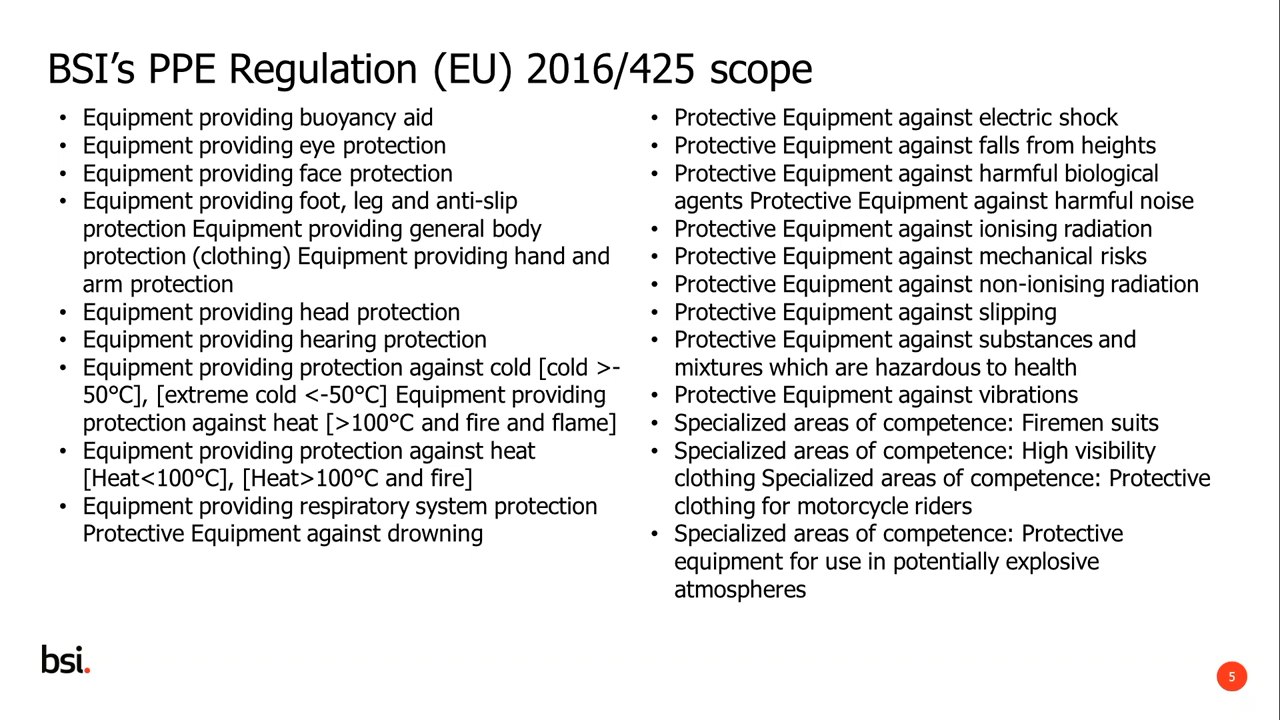 BSI’s PPE Regulation (EU) 2016/425 scope
• Equipment providing buoyancy aid
• Equipment providing eye protection
• Equipment providing face protection
• Equipment providing foot, leg and anti-slip
protection Equipment providing general body
protection (clothing) Equipment providing hand and
arm protection
• Equipment providing head protection
• Equipment providing hearing protection
• Equipment providing protection against cold [cold >-
50°C], [extreme cold <-50°C] Equipment providing
protection against heat [>100°C and fire and flame]
• Equipment providing protection against heat
[Heat<100°C], [Heat>100°C and fire]
• Equipment providing respiratory system protection
Protective Equipment against drowning
• Protective Equipment against electric shock
• Protective Equipment against falls from heights
• Protective Equipment against harmful biological
agents Protective Equipment against harmful noise
• Protective Equipment against ionising radiation
• Protective Equipment against mechanical risks
• Protective Equipment against non-ionising radiation
• Protective Equipment against slipping
• Protective Equipment against substances and
mixtures which are hazardous to health
• Protective Equipment against vibrations
• Specialized areas of competence: Firemen suits
• Specialized areas of competence: High visibility
clothing Specialized areas of competence: Protective
clothing for motorcycle riders
• Specialized areas of competence: Protective
equipment for use in potentially explosive
atmospheres
bsi.
5